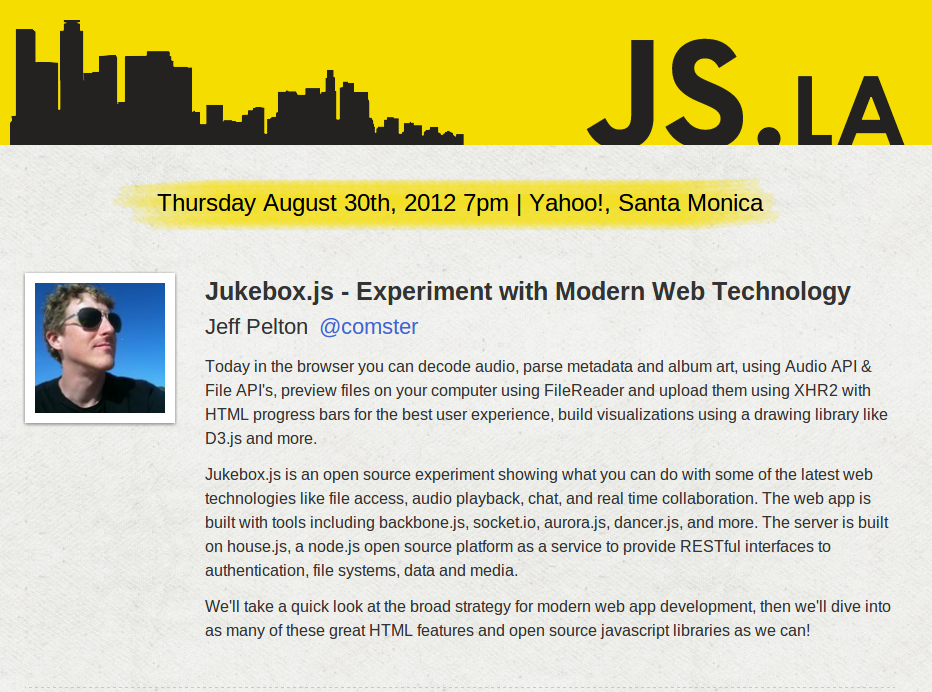 JS.LA
Thursday August 30th, 2012 7pm | Yahoo!, Santa Monica
Jukebox.js - Experiment with Modern Web Technology
Jeff Pelton @comster
Today in the browser you can decode audio, parse metadata and album art, using Audio API &
File API's, preview files on your computer using FileReader and upload them using XHR2 with
HTML progress bars for the best user experience, build visualizations using a drawing library like
D3.js and more.
Jukebox.js is an open source experiment showing what you can do with some of the latest web
technologies like file access, audio playback, chat, and real time collaboration. The web app is
built with tools including backbone.js, socket.io, aurora.js, dancer.js, and more. The server is built
on house.js, a node.js open source platform as a service to provide RESTful interfaces to
authentication, file systems, data and media.
We'll take a quick look at the broad strategy for modern web app development, then we'll dive into
as many of these great HTML features and open source javascript libraries as we can!